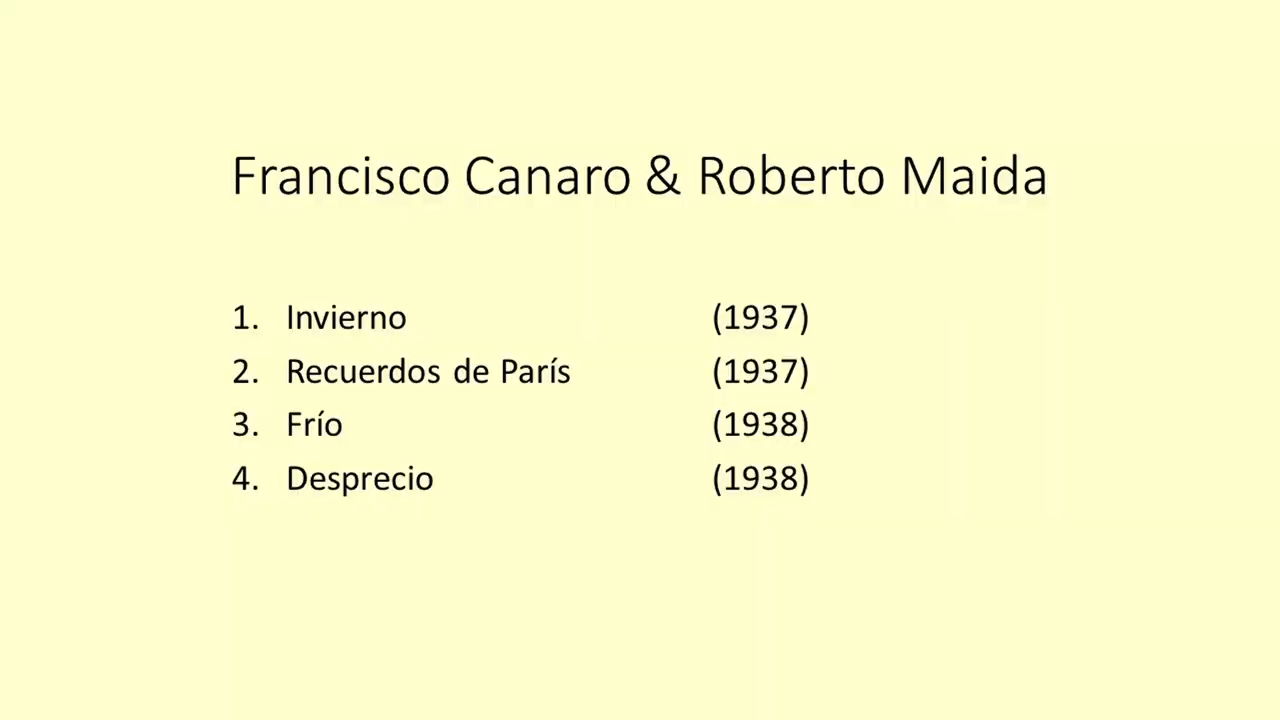 Francisco Canaro & Roberto Maida
1. Invierno (1937)
2. Recuerdos de París (1937)
3. Frío (1938)
4. Desprecio (1938)